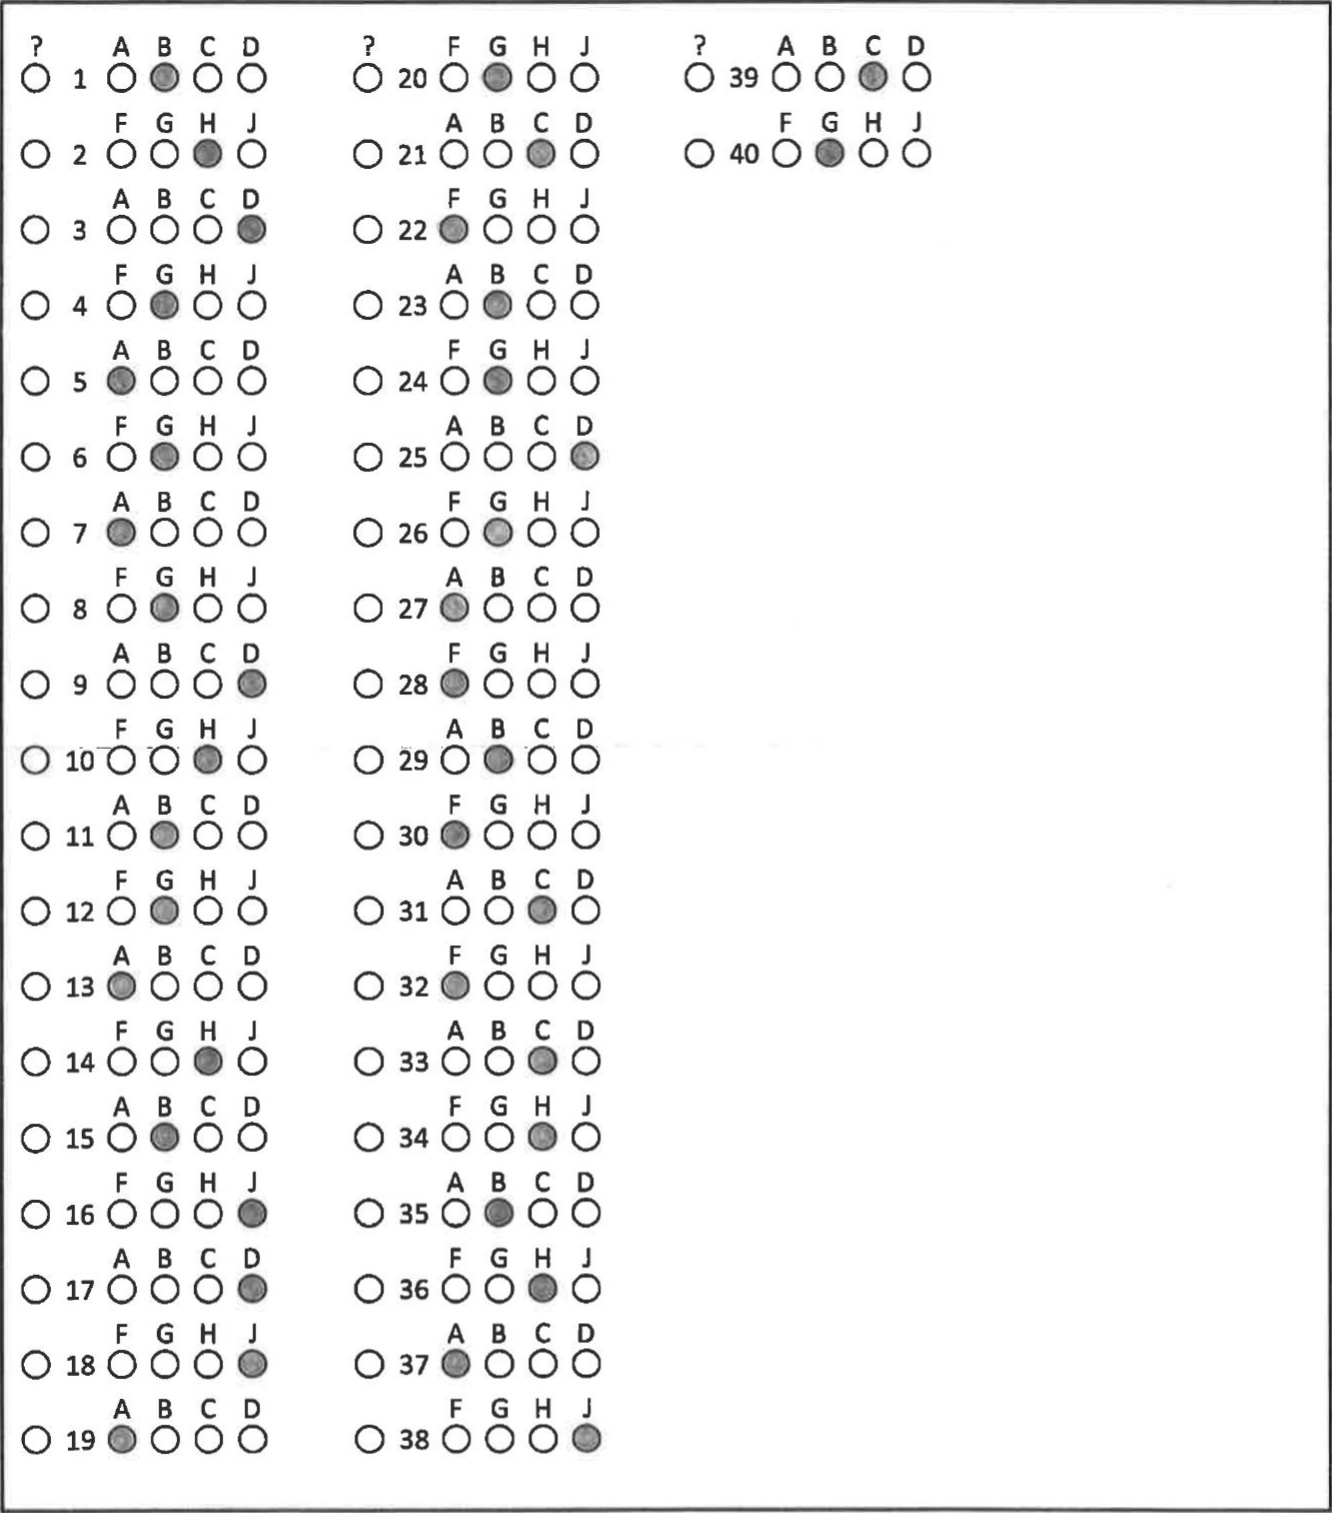 ? A B C D
1
F G H J
2
A B C D
3
F G H J
4
A B C D
5
F G H J
6
A B C D
7
F G H J
8
A B C D
9
F G H J
10
A B C D
11
F G H J
12
A B C D
13
F G H J
14
A B C D
15
F G H J
16
A B C D
17
F G H J
18
A B C D
19
? F G H J
20
A B C D
21
F G H J
22
A B C D
23
F G H J
24
A B C D
25
F G H J
26
A B C D
27
F G H J
28
A B C D
29
F G H J
30
A B C D
31
F G H J
32
A B C D
33
F G H J
34
A B C D
35
F G H J
36
A B C D
37
F G H J
38
? A B C D
39
F G H J
40